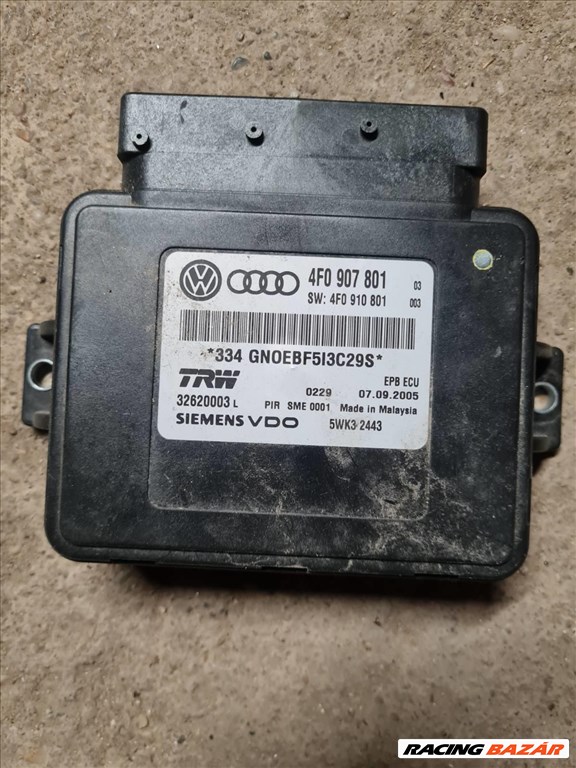 4F0 907 801 03
SW: 4F0 910 801 003
*334 GNOEBF5I3C29S*
TRW EPB ECU
0229 07.09.2005
32620003 L PIR SME 0001 Made in Malaysia
SIEMENS VDO 5WK3 2443
RACING BAZÁR